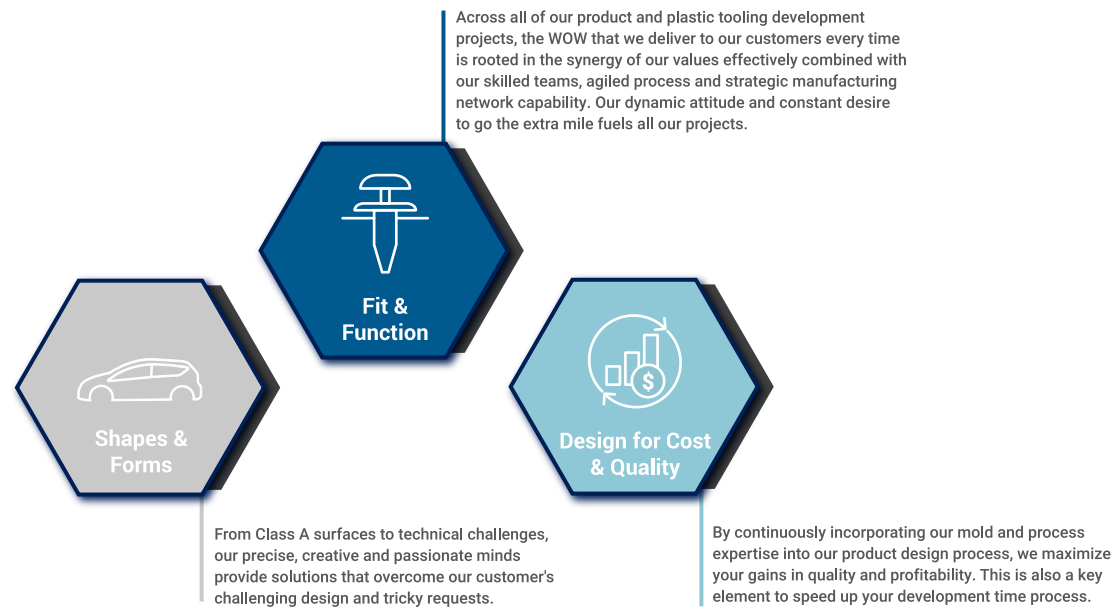 Across all of our product and plastic tooling development
projects, the WOW that we deliver to our customers every time
is rooted in the synergy of our values effectively combined with
our skilled teams, agiled process and strategic manufacturing
network capability. Our dynamic attitude and constant desire
to go the extra mile fuels all our projects.
Fit &
Function
Shapes &
Forms
$
Design for Cost
& Quality
From Class A surfaces to technical challenges,
our precise, creative and passionate minds
provide solutions that overcome our customer's
challenging design and tricky requests.
By continuously incorporating our mold and process
expertise into our product design process, we maximize
your gains in quality and profitability. This is also a key
element to speed up your development time process.